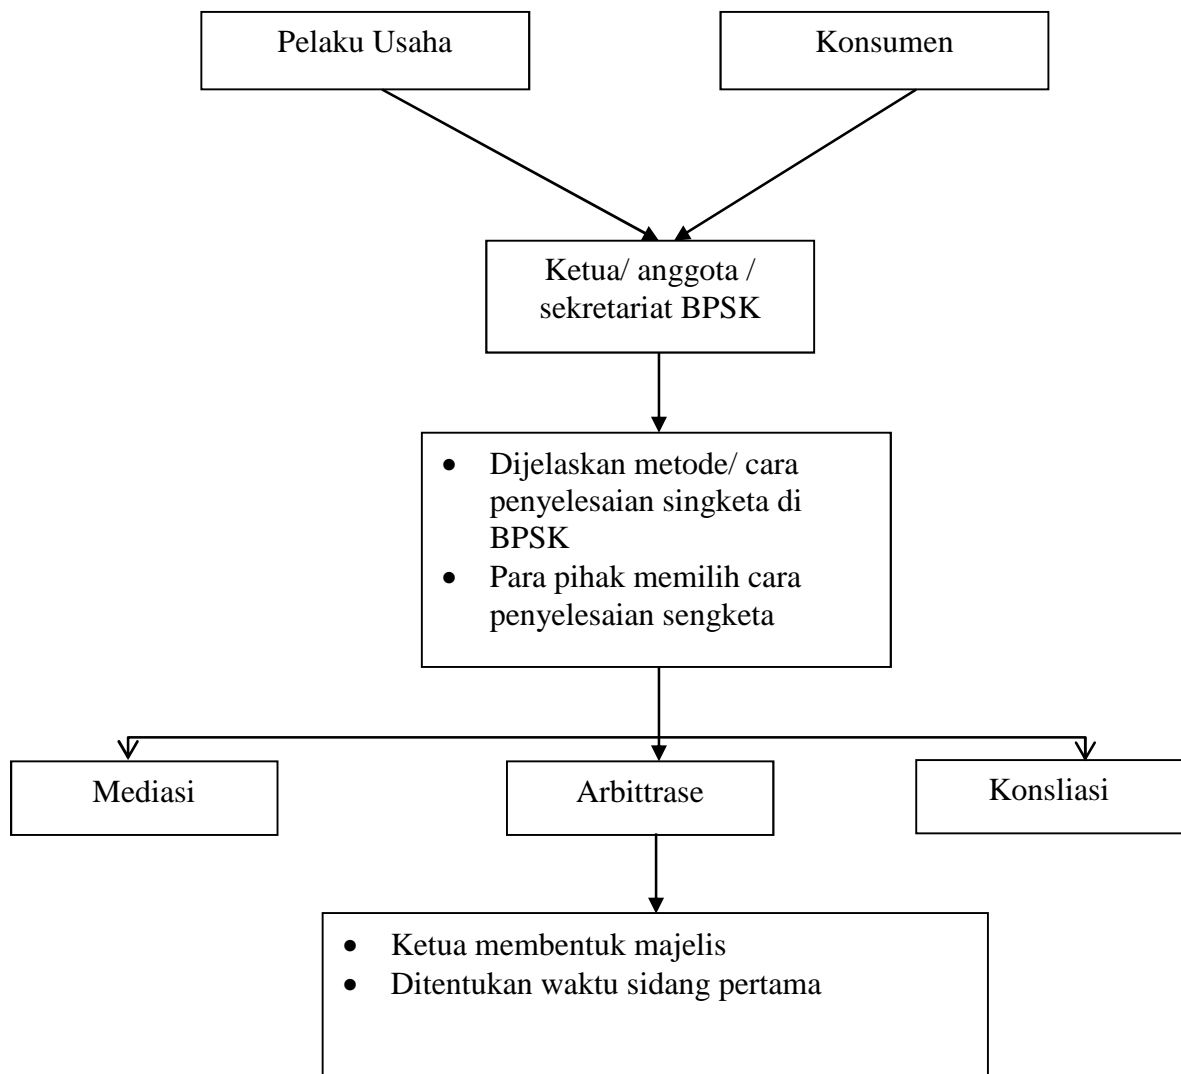 Pelaku Usaha
Konsumen
Ketua/ anggota /
sekretariat BPSK
• Dijelaskan metode/ cara
penyelesaian singketa di
BPSK
• Para pihak memilih cara
penyelesaian sengketa
Mediasi
Arbittrase
Konsliasi
• Ketua membentuk majelis
• Ditentukan waktu sidang pertama